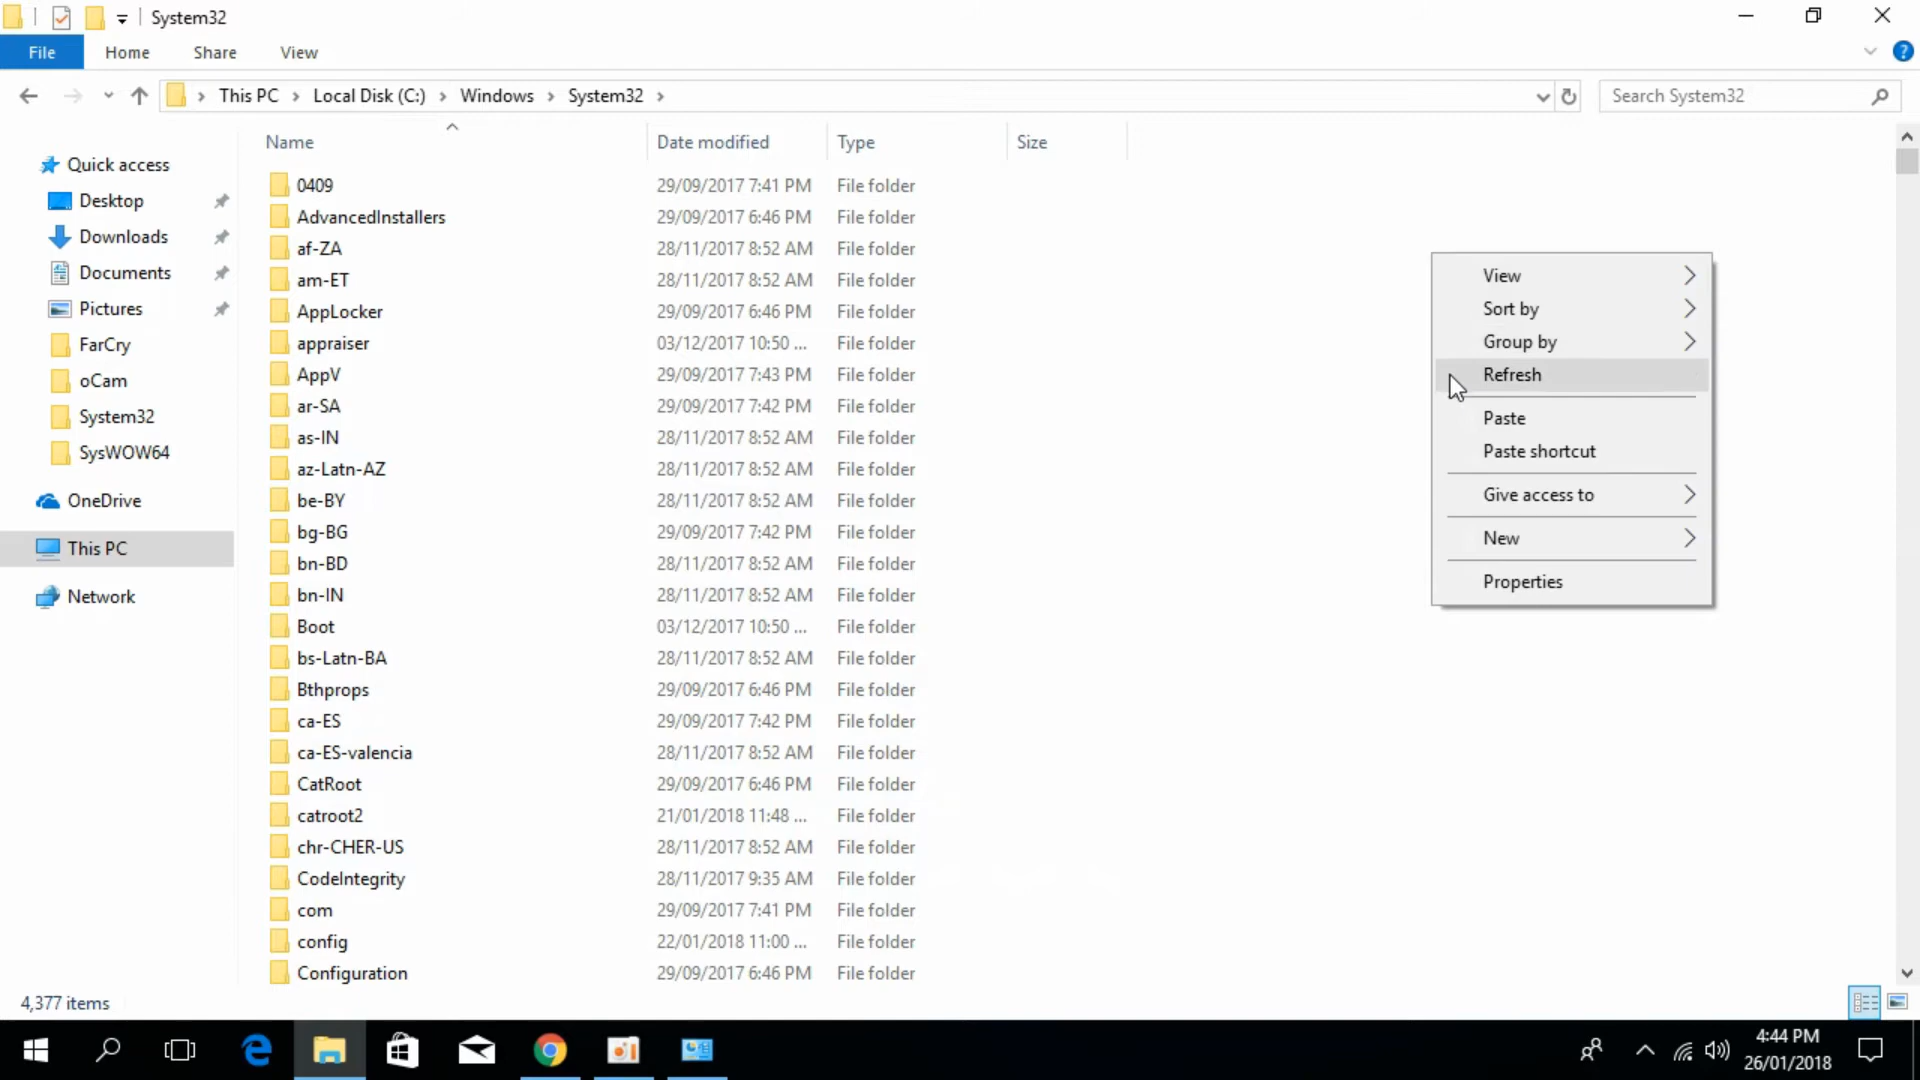 System32
File Home Share View
This PC Local Disk (C:) Windows System32
Search System32
Name Date modified Type Size
Quick access
Desktop
Downloads
Documents
Pictures
FarCry
oCam
System32
SysWOW64
OneDrive
This PC
Network
0409 29/09/2017 7:41 PM File folder
AdvancedInstallers 29/09/2017 6:46 PM File folder
af-ZA 28/11/2017 8:52 AM File folder
am-ET 28/11/2017 8:52 AM File folder
AppLocker 29/09/2017 6:46 PM File folder
appraiser 03/12/2017 10:50 ... File folder
AppV 29/09/2017 7:43 PM File folder
ar-SA 29/09/2017 7:42 PM File folder
as-IN 28/11/2017 8:52 AM File folder
az-Latn-AZ 28/11/2017 8:52 AM File folder
be-BY 28/11/2017 8:52 AM File folder
bg-BG 29/09/2017 7:42 PM File folder
bn-BD 28/11/2017 8:52 AM File folder
bn-IN 28/11/2017 8:52 AM File folder
Boot 03/12/2017 10:50 ... File folder
bs-Latn-BA 28/11/2017 8:52 AM File folder
Bthprops 29/09/2017 6:46 PM File folder
ca-ES 29/09/2017 7:42 PM File folder
ca-ES-valencia 28/11/2017 8:52 AM File folder
CatRoot 29/09/2017 6:46 PM File folder
catroot2 21/01/2018 11:48 ... File folder
chr-CHER-US 28/11/2017 8:52 AM File folder
CodeIntegrity 28/11/2017 9:35 AM File folder
com 29/09/2017 7:41 PM File folder
config 22/01/2018 11:00 ... File folder
Configuration 29/09/2017 6:46 PM File folder
View
Sort by
Group by
Refresh
Paste
Paste shortcut
Give access to
New
Properties
4,377 items
4:44 PM
26/01/2018